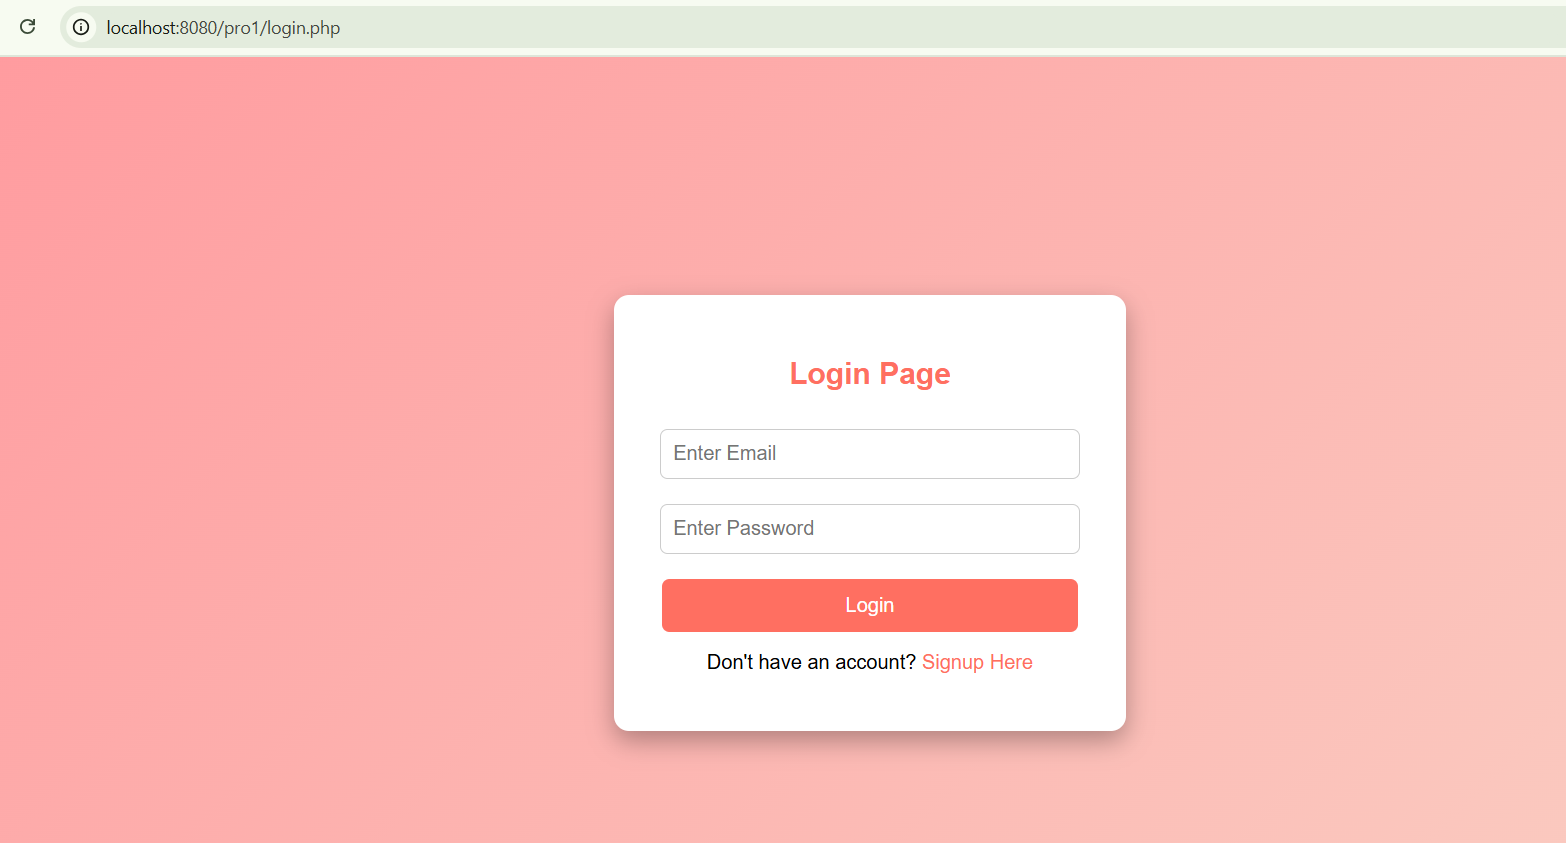 localhost:8080/pro1/login.php
Login Page
Enter Email
Enter Password
Login
Don't have an account? Signup Here